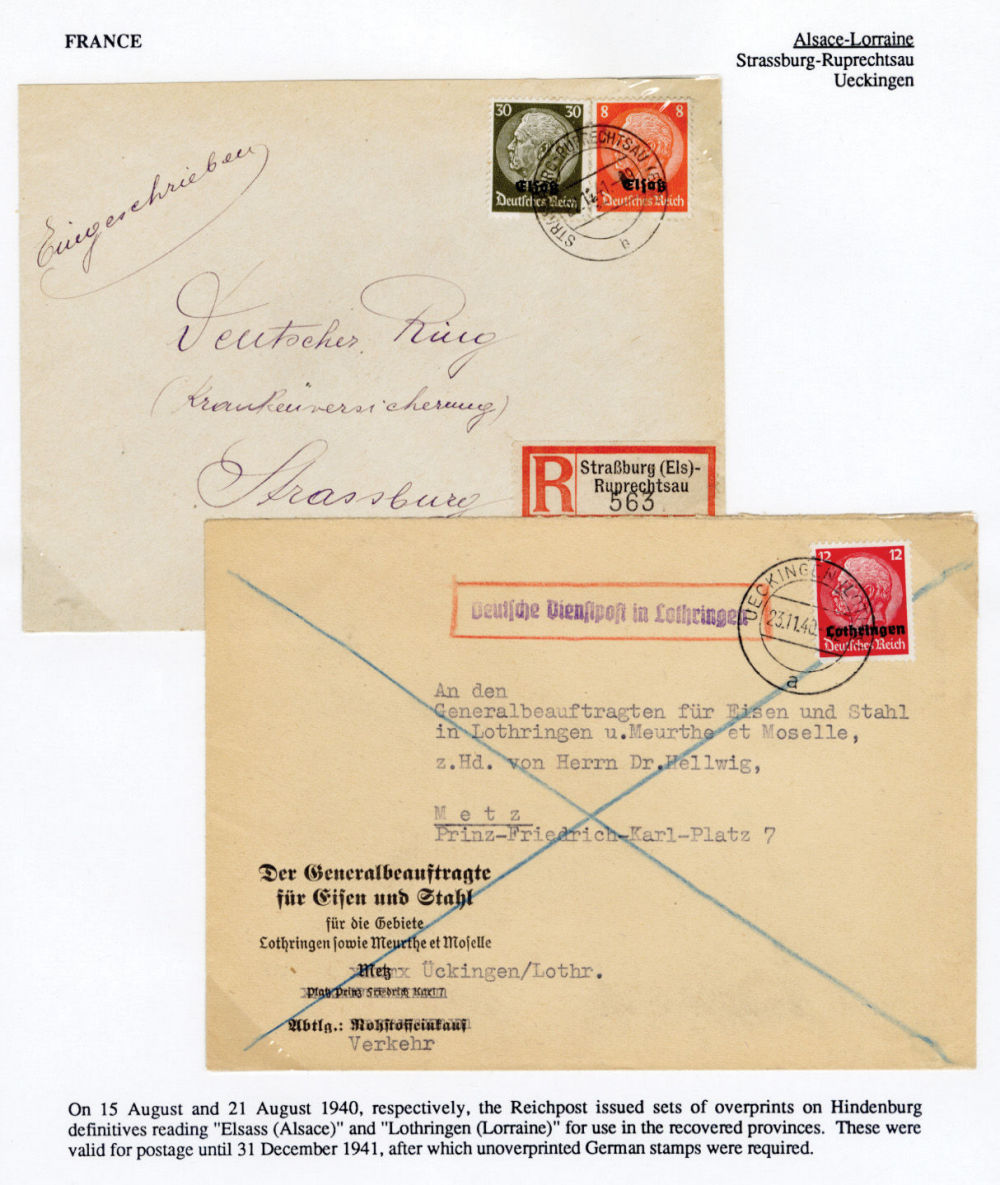 FRANCE
Alsace-Lorraine
Strassburg-Ruprechtsau
Ueckingen
30 30
8 8
Elsaß
Elsaß
Deutsches Reich
Deutsches Reich
STRASSBURG-RUPRECHTSAU
b
Eingeschrieben
Deutscher Ring
(Krankenversicherung)
Strassburg
R
Straßburg (Els)-
Ruprechtsau
563
12 12
Lothringen
Deutsches Reich
UECKINGEN
23.11.40
a
Deutsche Dienstpost in Lothringen
An den
Generalbeauftragten für Eisen und Stahl
in Lothringen u.Meurthe et Moselle,
z.Hd. von Herrn Dr.Hellwig,
Metz
Prinz-Friedrich-Karl-Platz 7
Der Generalbeauftragte
für Eisen und Stahl
für die Gebiete
Lothringen sowie Meurthe et Moselle
Metz Ückingen/Lothr.
Platz Prinz Friedrich Karl 7
Abtlg.: Rohstoffeinkauf
Verkehr
On 15 August and 21 August 1940, respectively, the Reichpost issued sets of overprints on Hindenburg
definitives reading "Elsass (Alsace)" and "Lothringen (Lorraine)" for use in the recovered provinces. These were
valid for postage until 31 December 1941, after which unoverprinted German stamps were required.